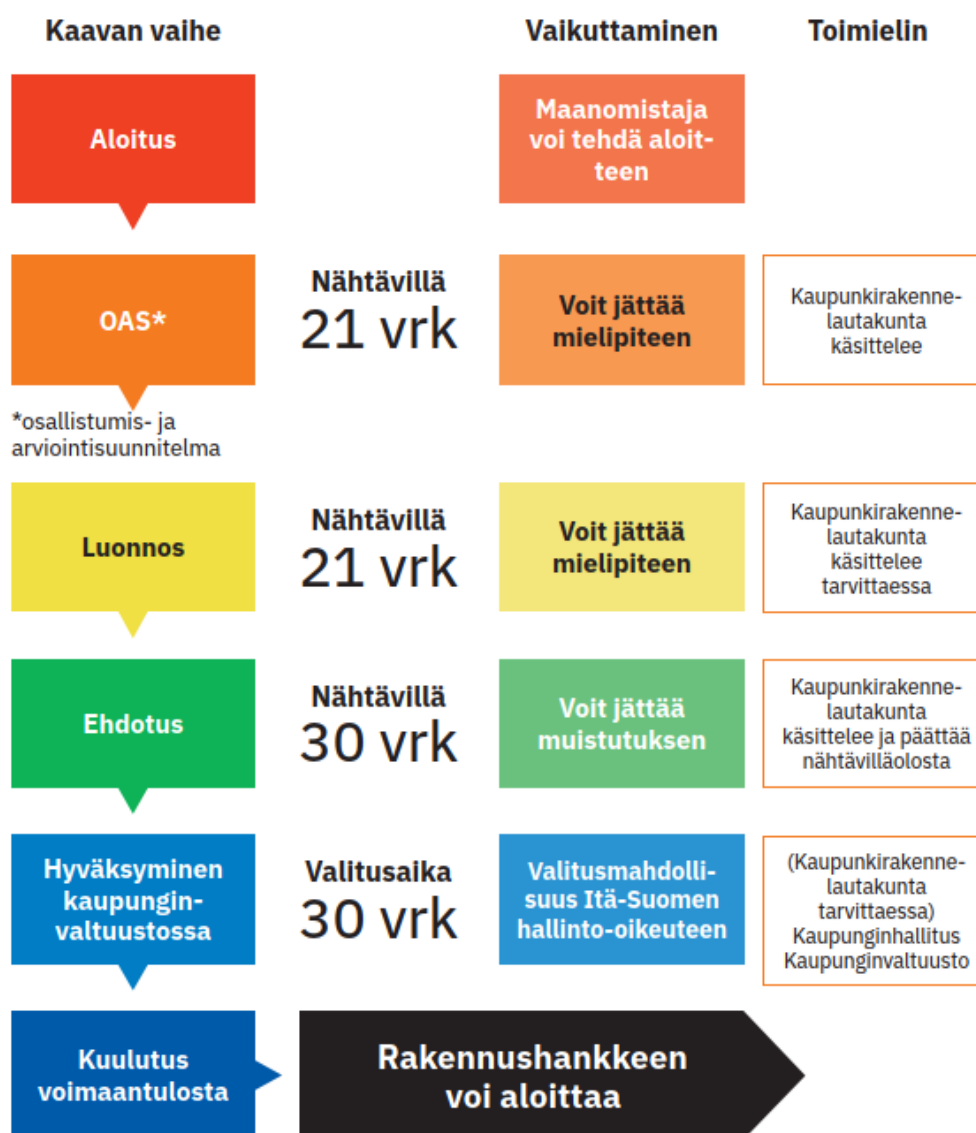 Kaavan vaihe
Vaikuttaminen
Toimielin
Aloitus
Maanomistaja
voi tehdä aloit-
teen
OAS*
Nähtävillä
21 vrk
Voit jättää
mielipiteen
Kaupunkirakenne-
lautakunta
käsittelee
*osallistumis- ja
arviointisuunnitelma
Luonnos
Nähtävillä
21 vrk
Voit jättää
mielipiteen
Kaupunkirakenne-
lautakunta
käsittelee
tarvittaessa
Ehdotus
Nähtävillä
30 vrk
Voit jättää
muistutuksen
Kaupunkirakenne-
lautakunta
käsittelee ja päättää
nähtävilläolosta
Hyväksyminen
kaupungin-
valtuustossa
Valitusaika
30 vrk
Valitusmahdolli-
suus Itä-Suomen
hallinto-oikeuteen
(Kaupunkirakenne-
lautakunta
tarvittaessa)
Kaupunginhallitus
Kaupunginvaltuusto
Kuulutus
voimaantulosta
Rakennushankkeen
voi aloittaa